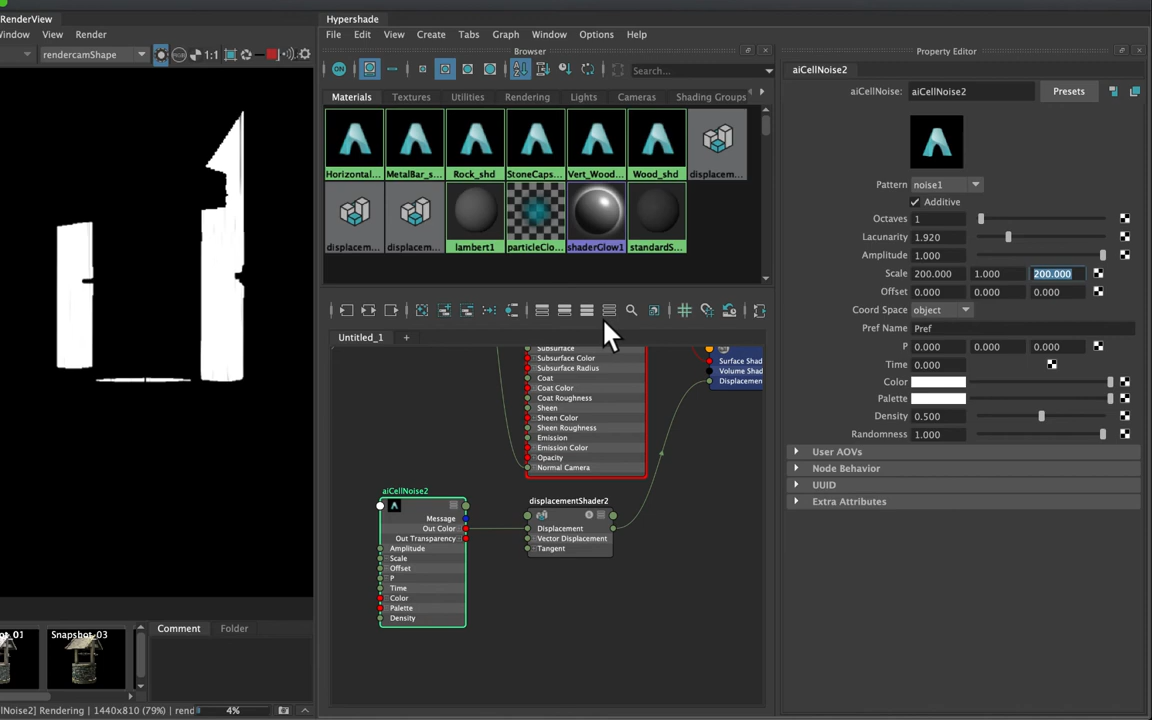 RenderView
Window View Render
rendercamShape
1:1
Snapshot_01
Snapshot_03
Comment Folder
lNoise2] Rendering | 1440x810 (79%) | rend
4%
Hypershade
File Edit View Create Tabs Graph Window Options Help
Browser
ON
Search...
Materials Textures Utilities Rendering Lights Cameras Shading Groups
Horizontal... MetalBar_s... Rock_shd StoneCaps... Vert_Wood... Wood_shd displacem...
displacem... displacem... lambert1 particleClo... shaderGlow1 standardS...
Untitled_1 +
Subsurface
Subsurface Color
Subsurface Radius
Coat
Coat Color
Coat Roughness
Sheen
Sheen Color
Sheen Roughness
Emission
Emission Color
Opacity
Normal Camera
Surface Shad
Volume Shad
Displacemen
aiCellNoise2
Message
Out Color
Out Transparency
Amplitude
Scale
Offset
P
Time
Color
Palette
Density
displacementShader2
Displacement
Vector Displacement
Tangent
Property Editor
aiCellNoise2
aiCellNoise: aiCellNoise2 Presets
Pattern noise1
Additive
Octaves 1
Lacunarity 1.920
Amplitude 1.000
Scale 200.000 1.000 200.000
Offset 0.000 0.000 0.000
Coord Space object
Pref Name Pref
P 0.000 0.000 0.000
Time 0.000
Color
Palette
Density 0.500
Randomness 1.000
User AOVs
Node Behavior
UUID
Extra Attributes